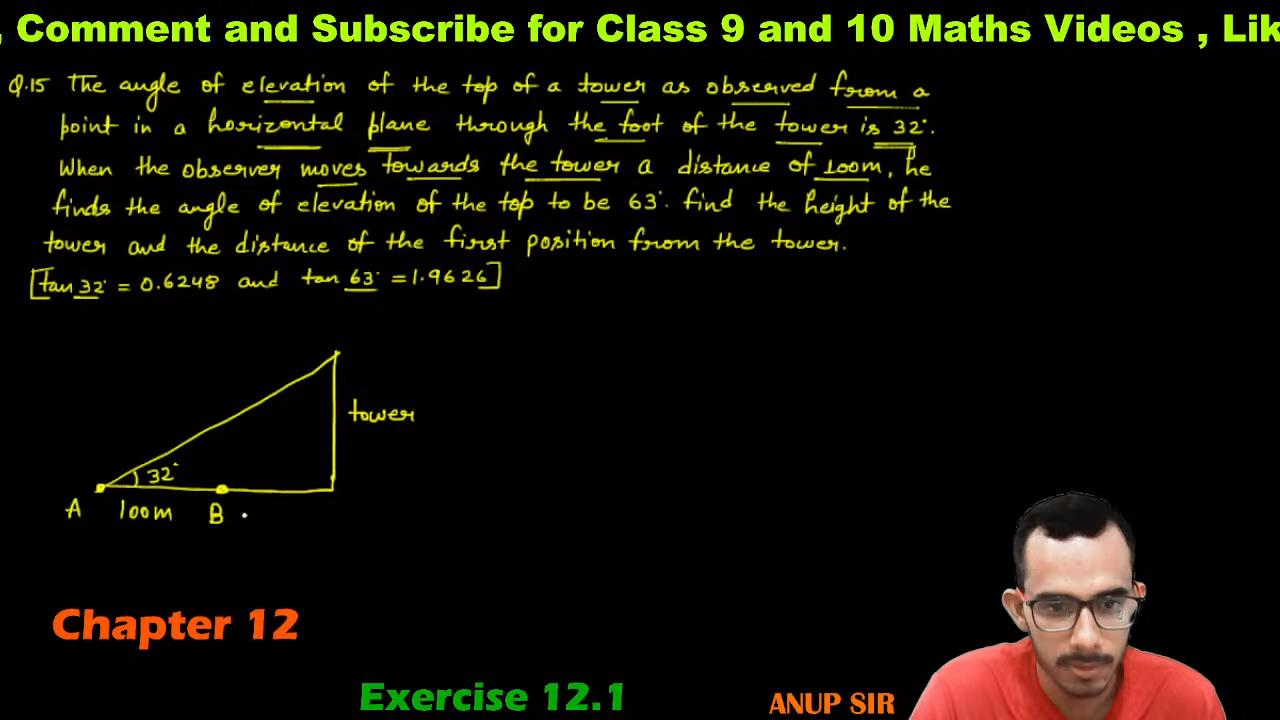 , Comment and Subscribe for Class 9 and 10 Maths Videos , Lik
Q.15 The angle of elevation of the top of a tower as observed from a
point in a horizontal plane through the foot of the tower is 32°.
When the observer moves towards the tower a distance of 100m, he
finds the angle of elevation of the top to be 63°. find the height of the
tower and the distance of the first position from the tower.
[tan 32° = 0.6248 and tan 63° = 1.9626]
tower
32°
A 100m B
Chapter 12
Exercise 12.1
ANUP SIR